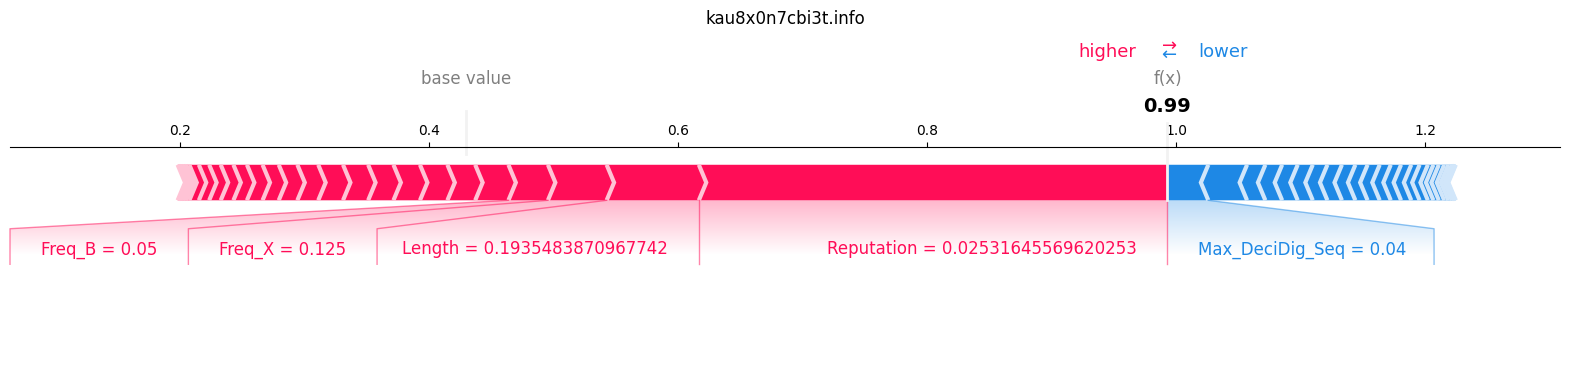 kau8x0n7cbi3t.info
higher → ← lower
base value
f(x)
0.99
0.2 0.4 0.6 0.8 1.0 1.2
Freq_B = 0.05 Freq_X = 0.125 Length = 0.1935483870967742 Reputation = 0.02531645569620253 Max_DeciDig_Seq = 0.04